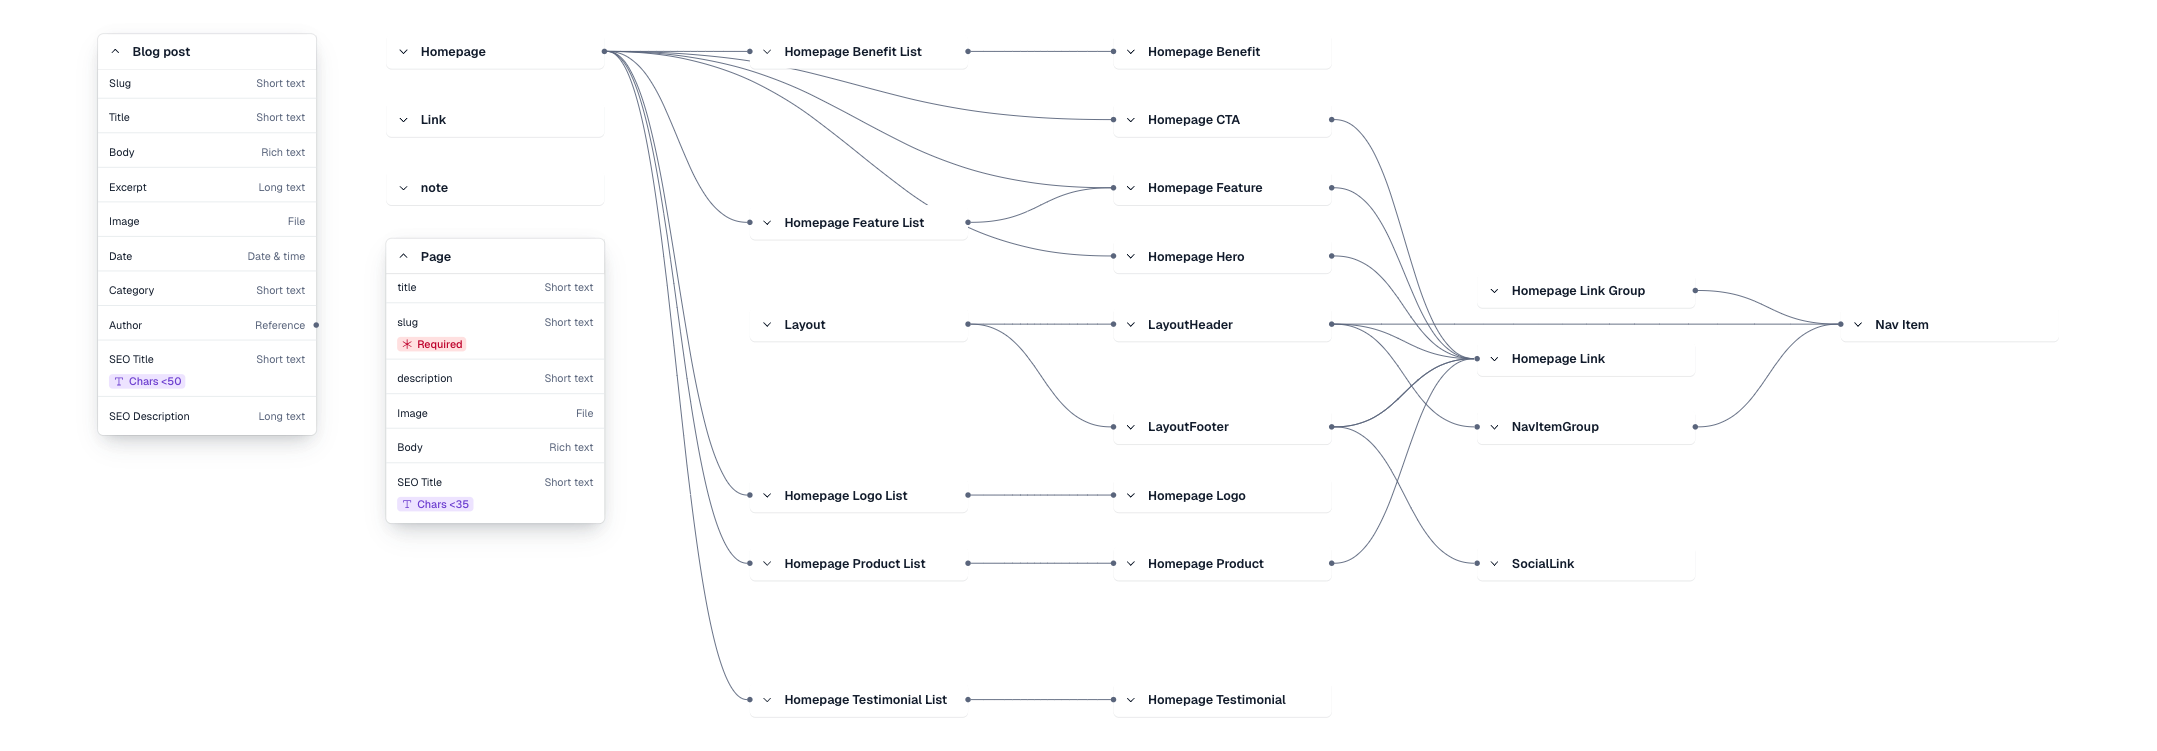 Blog post
Slug Short text
Title Short text
Body Rich text
Excerpt Long text
Image File
Date Date & time
Category Short text
Author Reference
SEO Title Short text
Chars <50
SEO Description Long text
Homepage
Link
note
Page
title Short text
slug Short text
Required
description Short text
Image File
Body Rich text
SEO Title Short text
Chars <35
Homepage Benefit List
Homepage Feature List
Layout
Homepage Logo List
Homepage Product List
Homepage Testimonial List
Homepage Benefit
Homepage CTA
Homepage Feature
Homepage Hero
LayoutHeader
LayoutFooter
Homepage Logo
Homepage Product
Homepage Testimonial
Homepage Link Group
Homepage Link
NavItemGroup
SocialLink
Nav Item